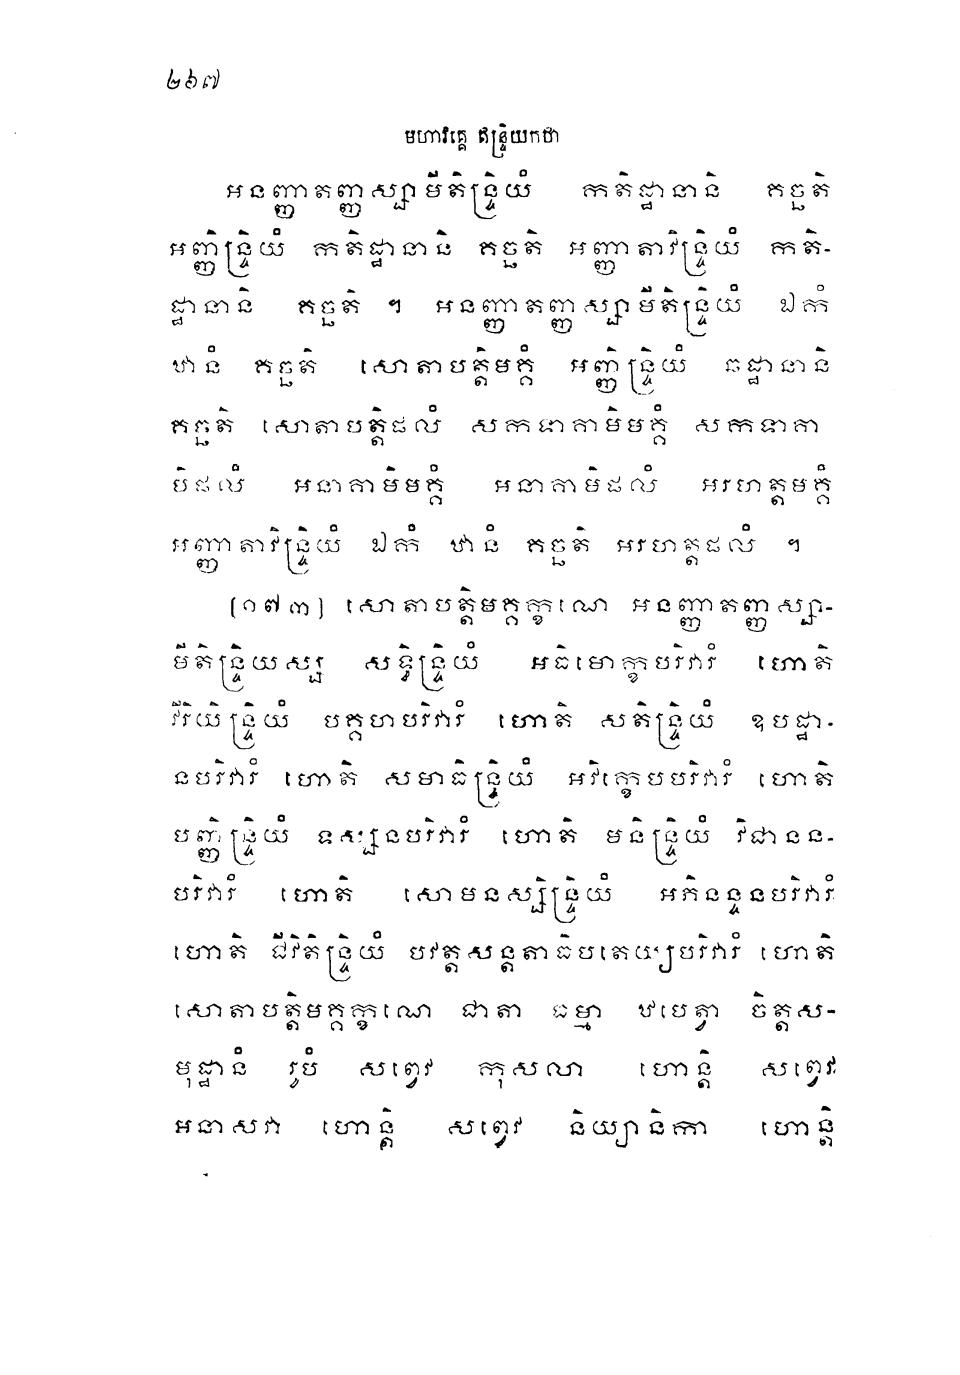 ២៦៧
មហាវគ្គេ ឥន្ទ្រិយកថា
អនញ្ញាតញ្ញស្សាមីតិន្ទ្រិយំ កតិដ្ឋានានិ គច្ឆតិ
អញ្ញិន្ទ្រិយំ កតិដ្ឋានានិ គច្ឆតិ អញ្ញាតាវិន្ទ្រិយំ កតិ-
ដ្ឋានានិ គច្ឆតិ ។ អនញ្ញាតញ្ញស្សាមីតិន្ទ្រិយំ ឯកំ
ឋានំ គច្ឆតិ សោតាបត្តិមគ្គំ អញ្ញិន្ទ្រិយំ ឆដ្ឋានានិ
គច្ឆតិ សោតាបត្តិផលំ សកទាគាមិមគ្គំ សកទាគា
មិផលំ អនាគាមិមគ្គំ អនាគាមិផលំ អរហត្តមគ្គំ
អញ្ញាតាវិន្ទ្រិយំ ឯកំ ឋានំ គច្ឆតិ អរហត្តផលំ ។
(១៧៣) សោតាបត្តិមគ្គក្ខណេ អនញ្ញាតញ្ញស្សា-
មីតិន្ទ្រិយស្ស សទ្ធិន្ទ្រិយំ អធិមោក្ខបរិវារំ ហោតិ
វីរិយិន្ទ្រិយំ បគ្គហបរិវារំ ហោតិ សតិន្ទ្រិយំ ឧបដ្ឋា-
នបរិវារំ ហោតិ សមាធិន្ទ្រិយំ អវិក្ខេបបរិវារំ ហោតិ
បញ្ញិន្ទ្រិយំ ទស្សនបរិវារំ ហោតិ មនិន្ទ្រិយំ វិជានន-
បរិវារំ ហោតិ សោមនស្សិន្ទ្រិយំ អភិនន្ទនបរិវារំ
ហោតិ ជីវិតិន្ទ្រិយំ បវត្តសន្តតាធិបតេយ្យបរិវារំ ហោតិ
សោតាបត្តិមគ្គក្ខណេ ជាតា ធម្មា ឋបេត្វា ចិត្តស-
មុដ្ឋានំ រូបំ សព្វេវ កុសលា ហោន្តិ សព្វេវ
អនាសវា ហោន្តិ សព្វេវ និយ្យានិកា ហោន្តិ